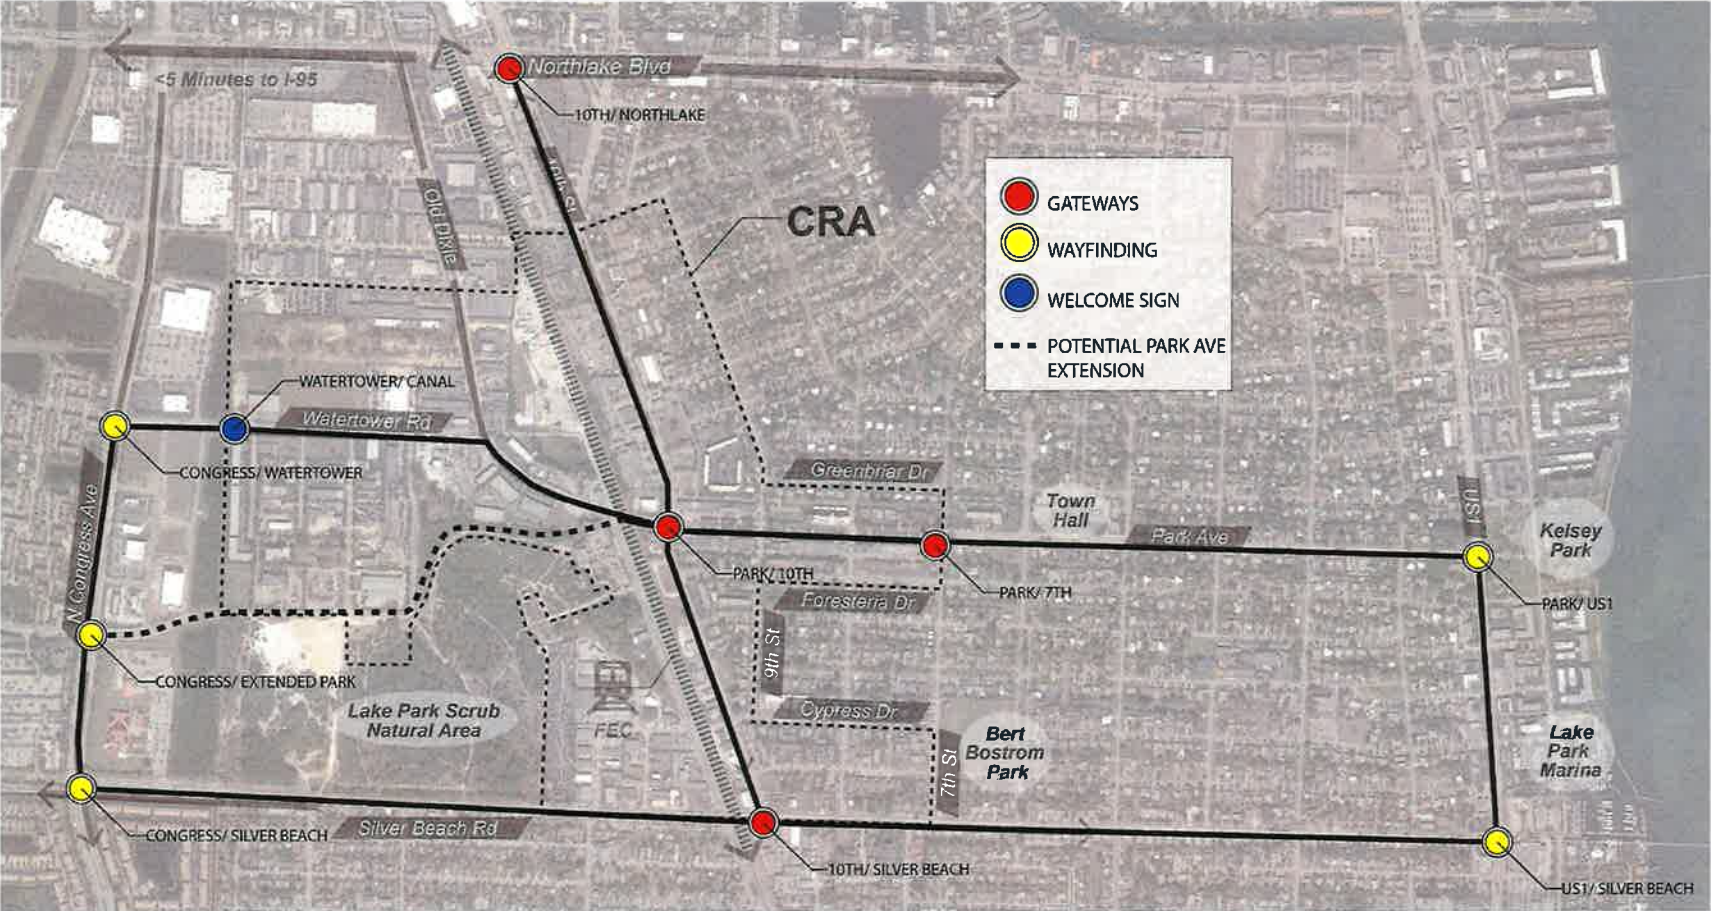 Northlake Blvd
<5 Minutes to I-95
10TH/ NORTHLAKE
10th St
Old Dixie
CRA
GATEWAYS
WAYFINDING
WELCOME SIGN
POTENTIAL PARK AVE
EXTENSION
WATERTOWER/ CANAL
Watertower Rd
CONGRESS/ WATERTOWER
Greenbriar Dr
N Congress Ave
Town
Hall
US1
Park Ave
Kelsey
Park
PARK/ 10TH
PARK/ 7TH
Foresteria Dr
PARK/ US1
9th St
CONGRESS/ EXTENDED PARK
Lake Park Scrub
Natural Area
FEC
Cypress Dr
7th St
Bert
Bostrom
Park
Lake
Park
Marina
CONGRESS/ SILVER BEACH
Silver Beach Rd
10TH/ SILVER BEACH
US1/ SILVER BEACH